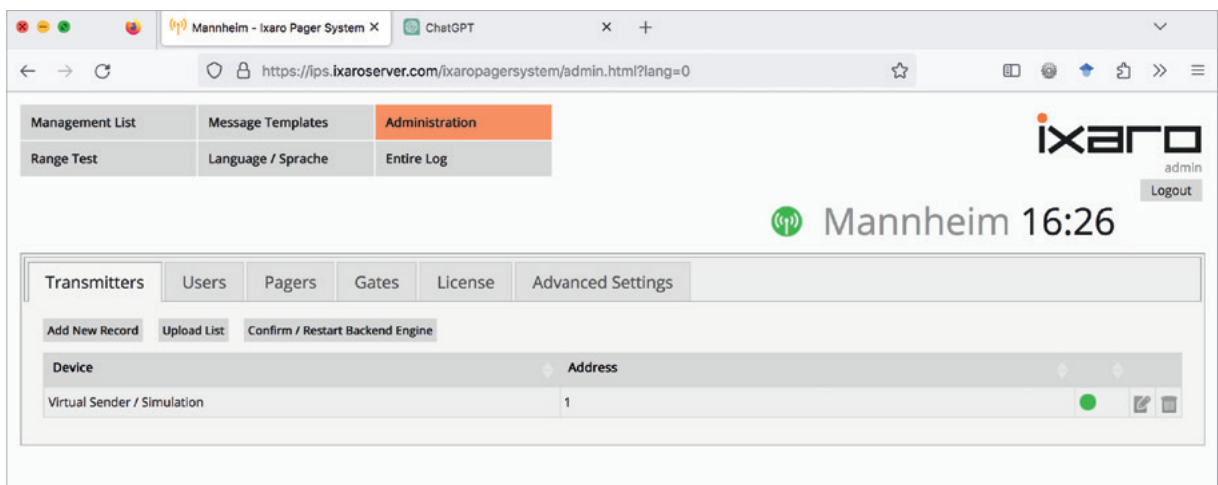 Mannheim - Ixaro Pager System
ChatGPT
https://ips.ixaroserver.com/ixaropagersystem/admin.html?lang=0
Management List Message Templates Administration
Range Test Language / Sprache Entire Log
ixaro
admin
Logout
Mannheim 16:26
Transmitters Users Pagers Gates License Advanced Settings
Add New Record Upload List Confirm / Restart Backend Engine
Device Address
Virtual Sender / Simulation 1